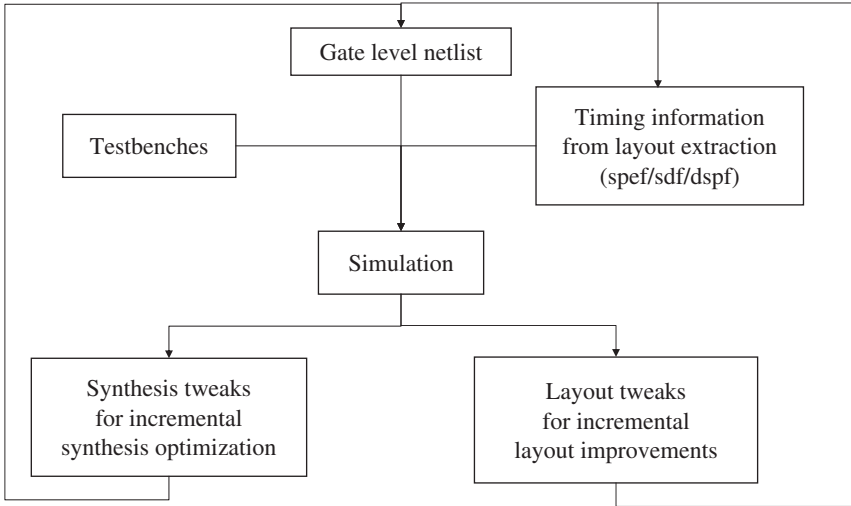 Gate level netlist
Testbenches
Timing information
from layout extraction
(spef/sdf/dspf)
Simulation
Synthesis tweaks
for incremental
synthesis optimization
Layout tweaks
for incremental
layout improvements